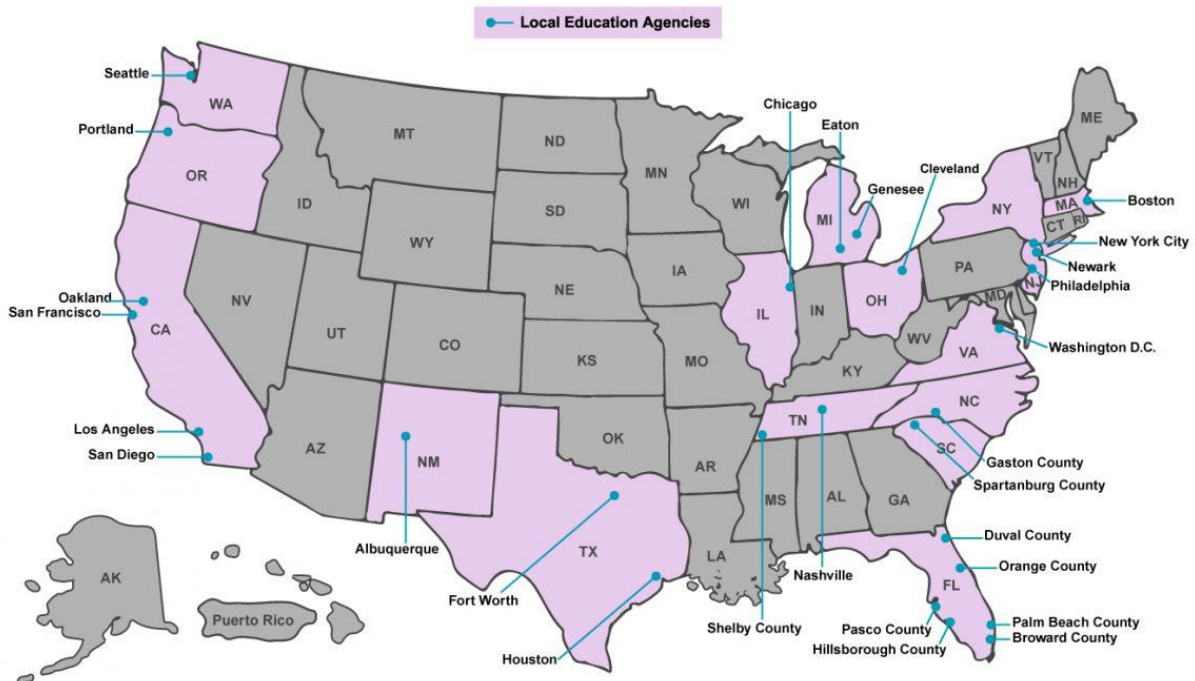 Local Education Agencies
Seattle
WA
Portland
OR
MT
ID
WY
ND
SD
NE
MN
WI
IA
Chicago
Eaton
Genesee
MI
Cleveland
ME
VT
NH
NY
MA
Boston
CT
RI
New York City
Newark
Philadelphia
NJ
PA
OH
IN
IL
MD
WV
Washington D.C.
VA
KY
Oakland
San Francisco
CA
NV
UT
CO
KS
MO
Los Angeles
San Diego
AZ
NM
OK
AR
TN
NC
SC
Gaston County
Spartanburg County
MS
AL
GA
LA
TX
Albuquerque
Fort Worth
Houston
Shelby County
Nashville
Duval County
Orange County
FL
Palm Beach County
Broward County
Pasco County
Hillsborough County
AK
Puerto Rico